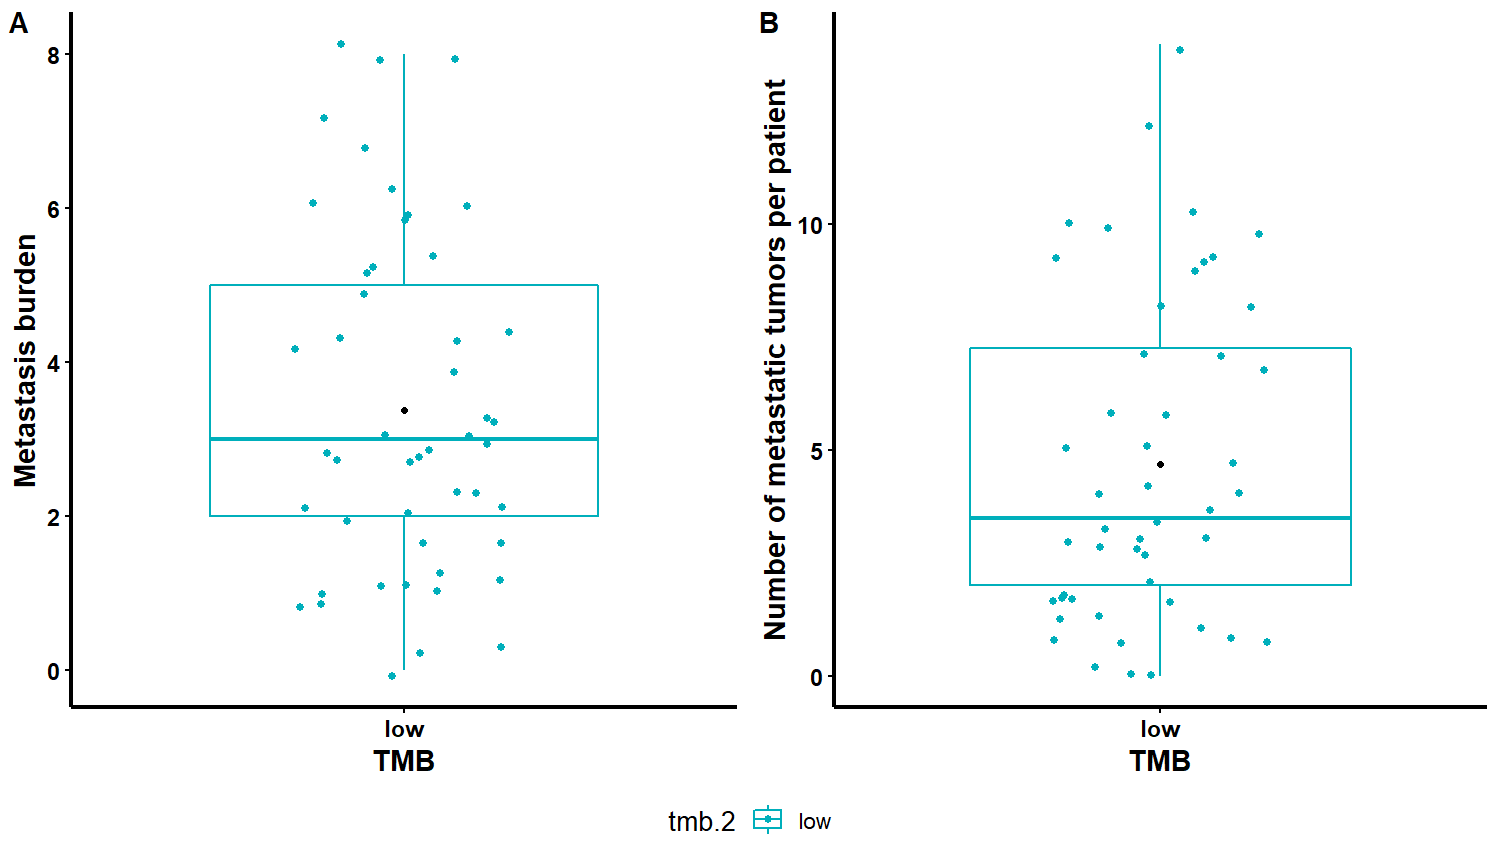 A
Metastasis burden
8
6
4
2
0
low
TMB
B
Number of metastatic tumors per patient
10
5
0
low
TMB
tmb.2 low